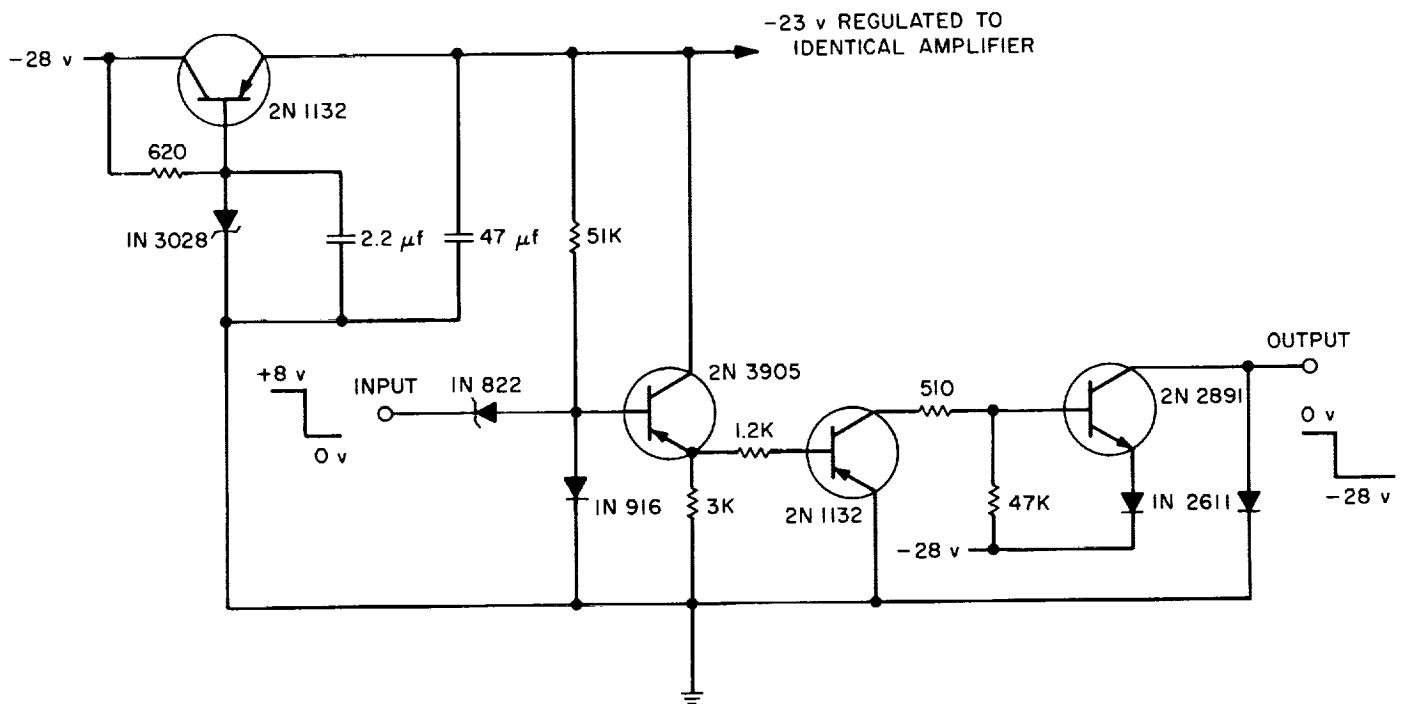 -23 v REGULATED TO
IDENTICAL AMPLIFIER
-28 v
2N 1132
620
IN 3028
2.2 µf
47 µf
51K
+8 v
0 v
INPUT
IN 822
2N 3905
1.2K
510
2N 2891
OUTPUT
0 v
-28 v
IN 916
3K
2N 1132
47K
IN 2611
-28 v